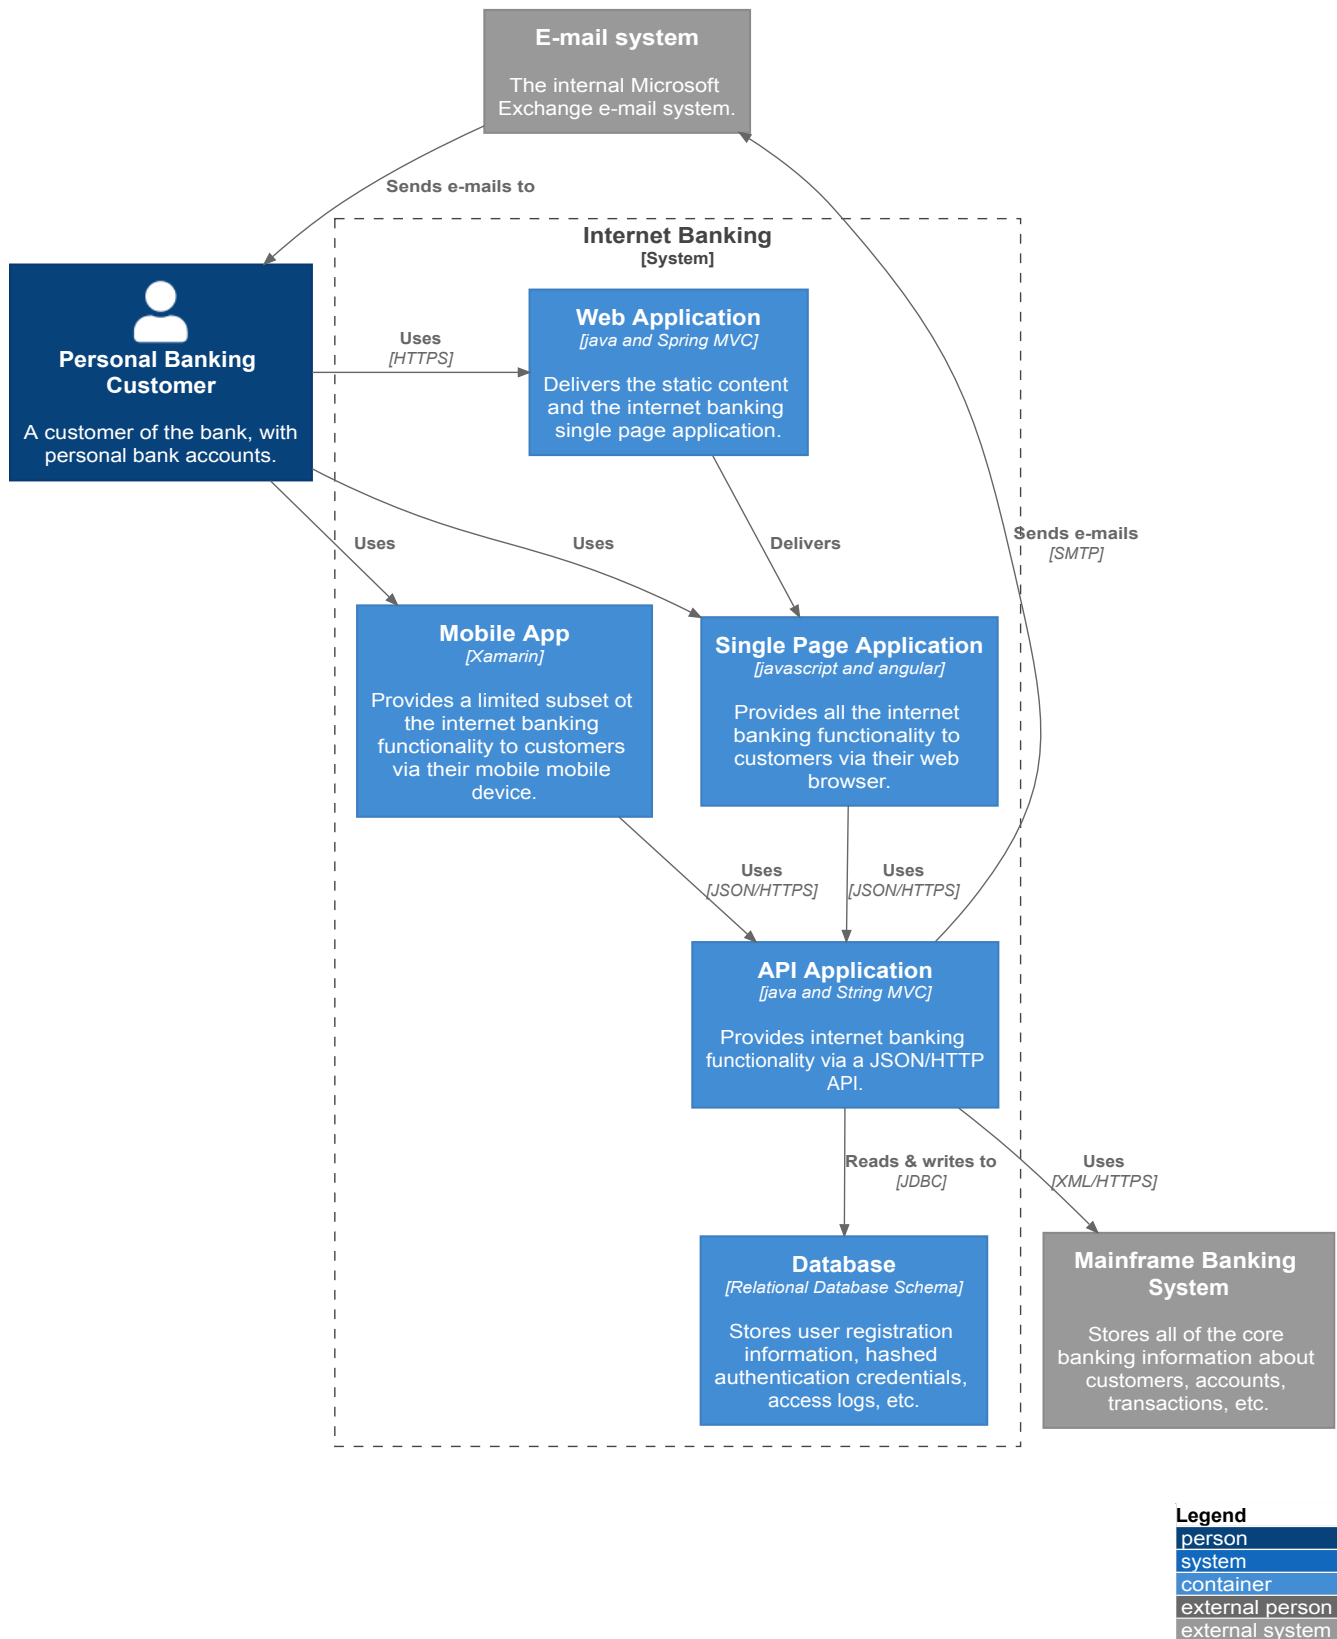 E-mail system
The internal Microsoft
Exchange e-mail system.
Sends e-mails to
Internet Banking
[System]
Personal Banking
Customer
A customer of the bank, with
personal bank accounts.
Uses
[HTTPS]
Web Application
[java and Spring MVC]
Delivers the static content
and the internet banking
single page application.
Uses
Uses
Delivers
Sends e-mails
[SMTP]
Mobile App
[Xamarin]
Provides a limited subset ot
the internet banking
functionality to customers
via their mobile mobile
device.
Single Page Application
[javascript and angular]
Provides all the internet
banking functionality to
customers via their web
browser.
Uses
[JSON/HTTPS]
Uses
[JSON/HTTPS]
API Application
[java and String MVC]
Provides internet banking
functionality via a JSON/HTTP
API.
Reads & writes to
[JDBC]
Uses
[XML/HTTPS]
Database
[Relational Database Schema]
Stores user registration
information, hashed
authentication credentials,
access logs, etc.
Mainframe Banking
System
Stores all of the core
banking information about
customers, accounts,
transactions, etc.
Legend
person
system
container
external person
external system